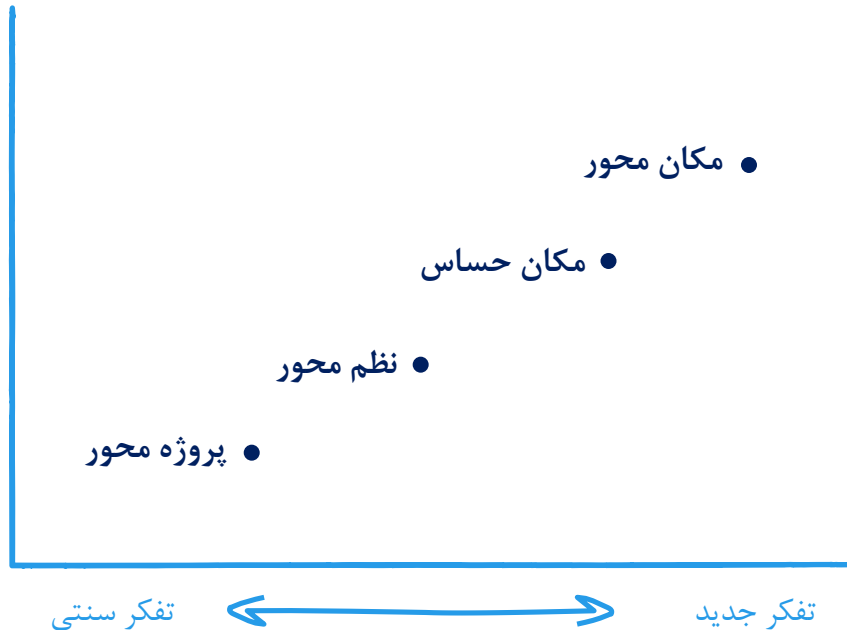 مکان محور
مکان حساس
نظم محور
پروژه محور
تفکر جدید
تفکر سنتی